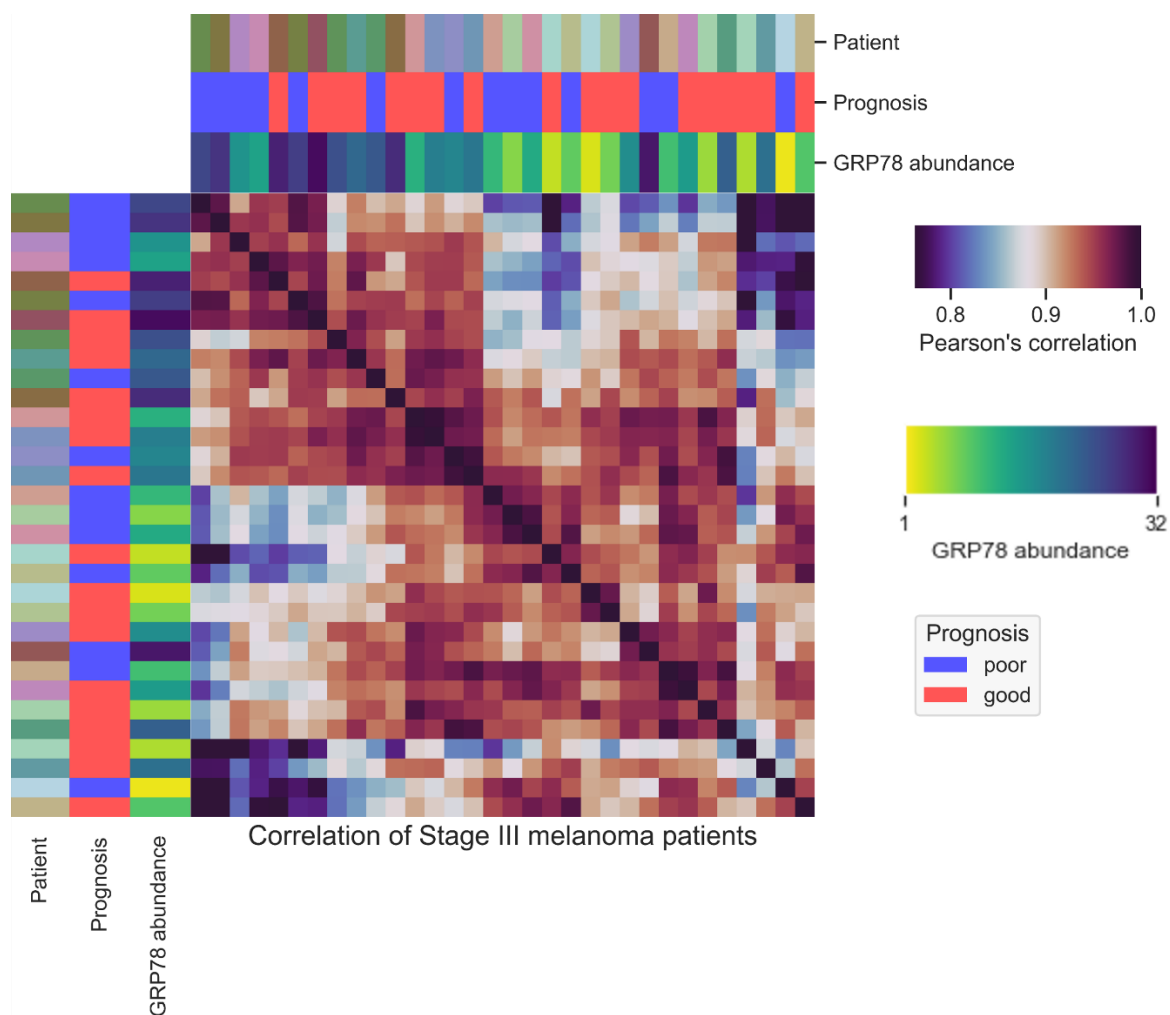 Patient
Prognosis
GRP78 abundance
0.8 0.9 1.0
Pearson's correlation
1 32
GRP78 abundance
Prognosis
poor
good
Correlation of Stage III melanoma patients
Patient
Prognosis
GRP78 abundance